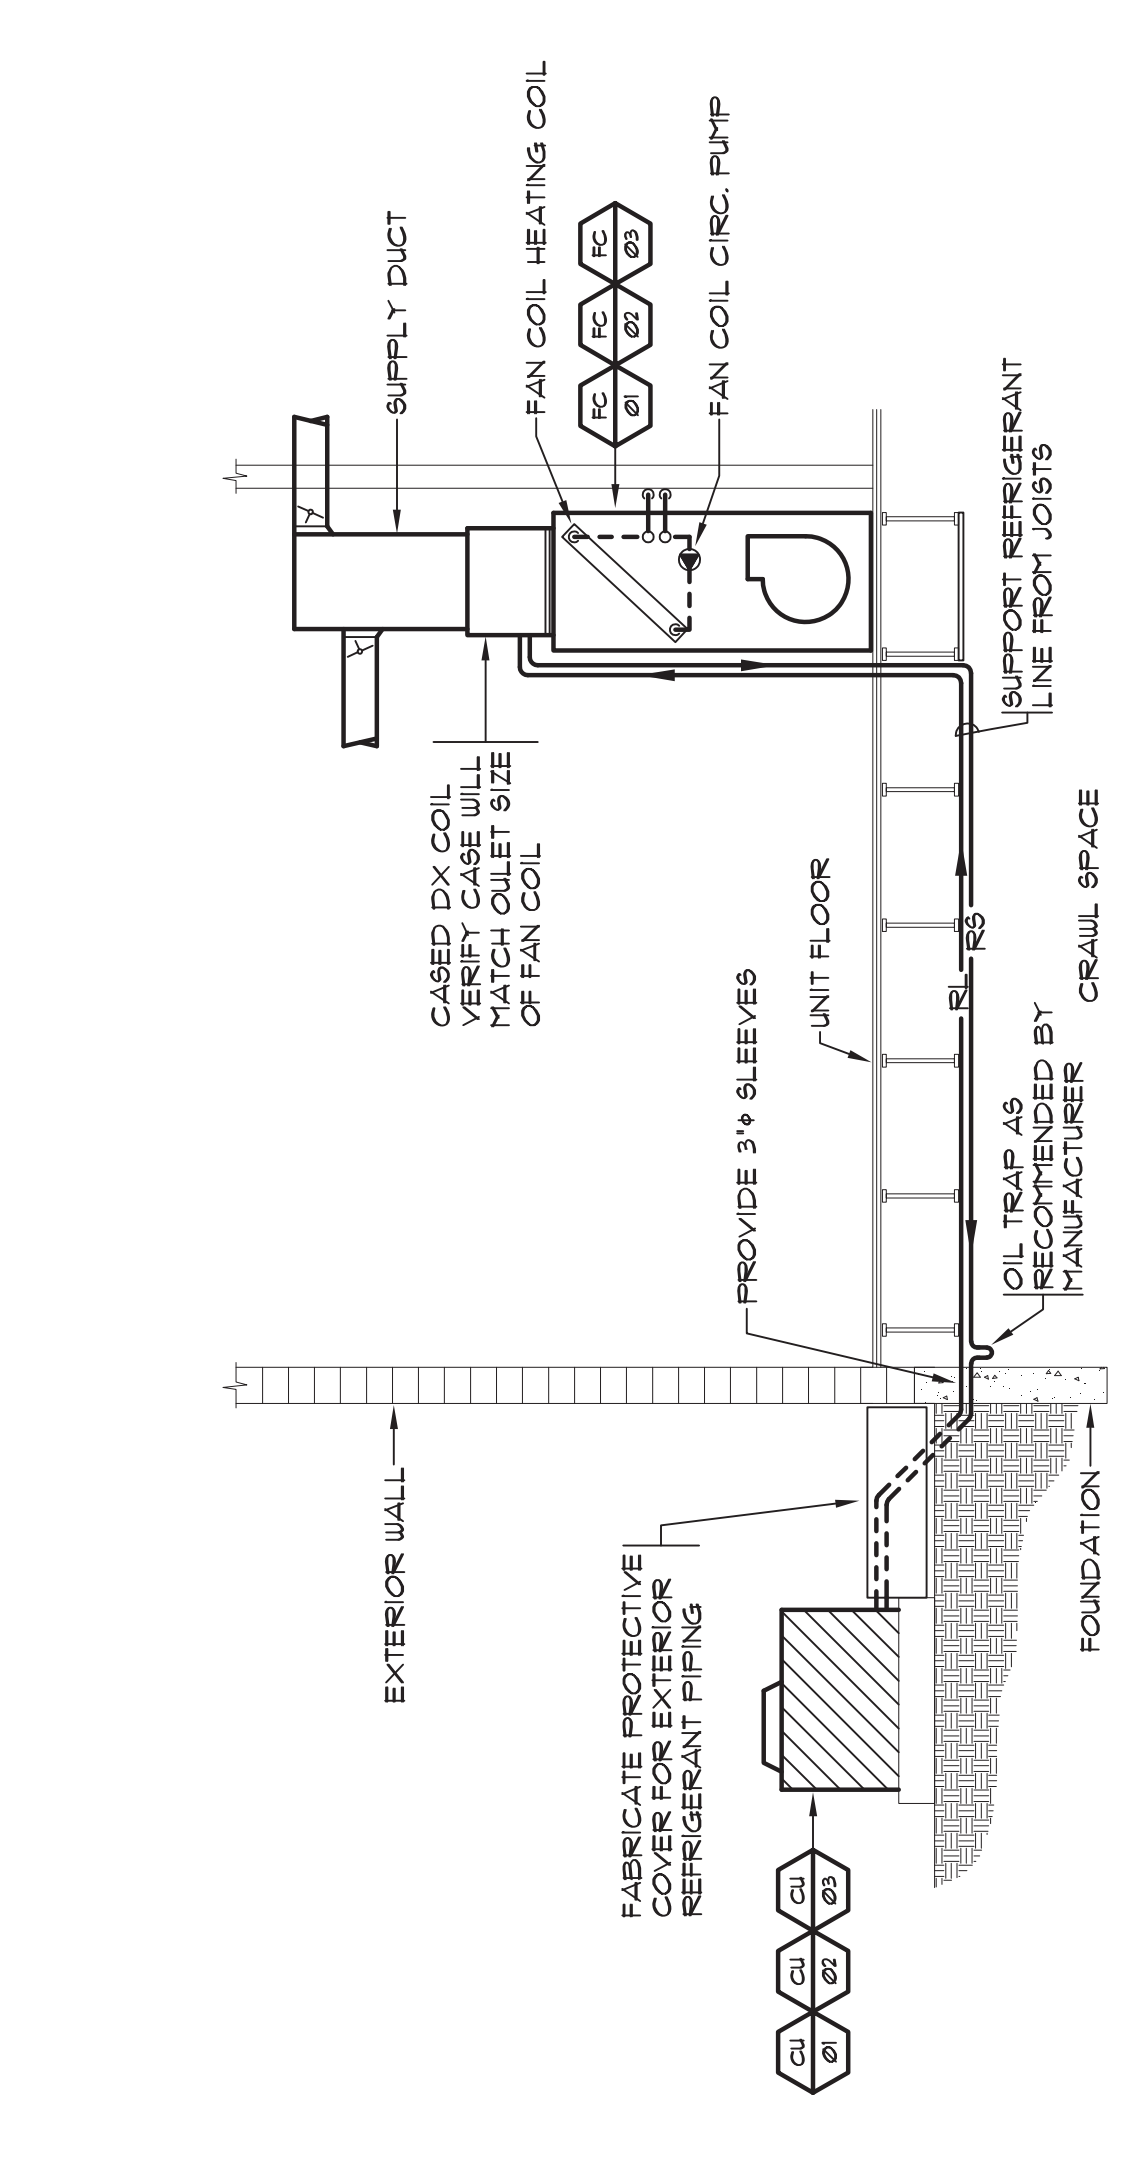 SUPPLY DUCT
FAN COIL HEATING COIL
FC FC FC
01 02 03
FAN COIL CIRC. PUMP
CASED DX COIL
VERIFY CASE WILL
MATCH OULET SIZE
OF FAN COIL
SUPPORT REFRIGERANT
LINE FROM JOISTS
EXTERIOR WALL
PROVIDE 3"ϕ SLEEVES
UNIT FLOOR
RL
RS
CRAWL SPACE
OIL TRAP AS
RECOMMENDED BY
MANUFACTURER
FABRICATE PROTECTIVE
COVER FOR EXTERIOR
REFRIGERANT PIPING
CU CU CU
01 02 03
FOUNDATION